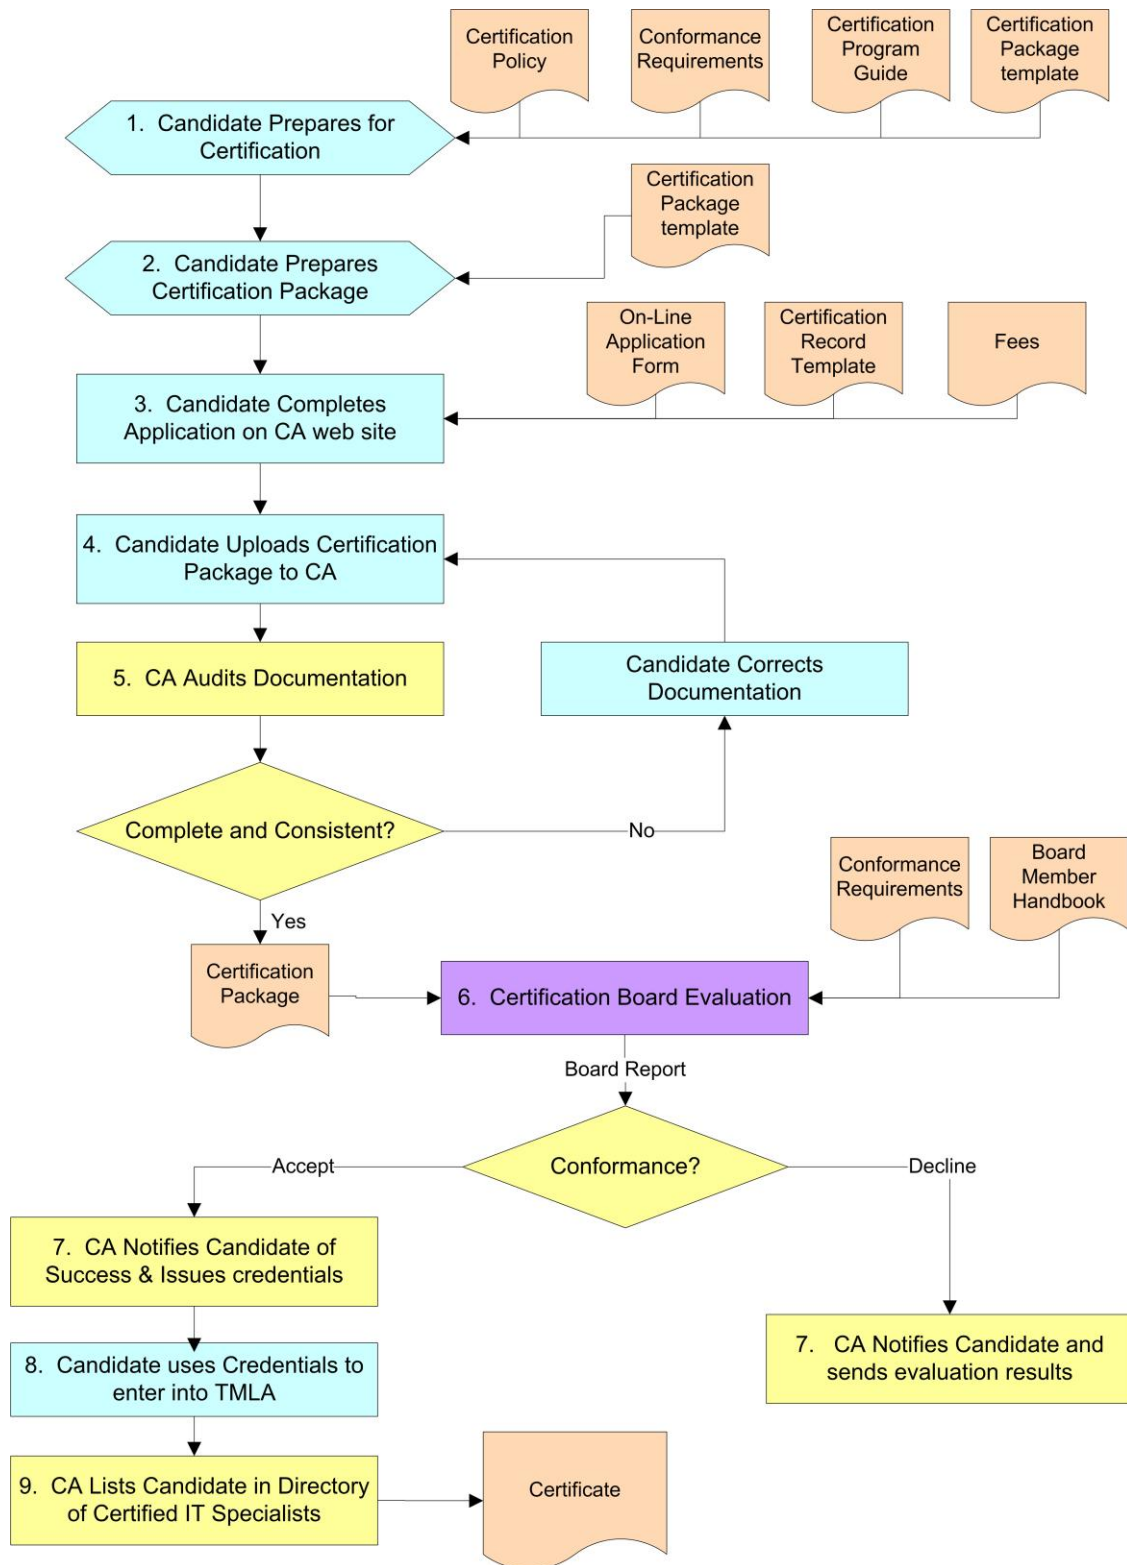 Certification
Policy
Conformance
Requirements
Certification
Program
Guide
Certification
Package
template
1. Candidate Prepares for
Certification
Certification
Package
template
2. Candidate Prepares
Certification Package
On-Line
Application
Form
Certification
Record
Template
Fees
3. Candidate Completes
Application on CA web site
4. Candidate Uploads Certification
Package to CA
5. CA Audits Documentation
Candidate Corrects
Documentation
Complete and Consistent?
No
Yes
Conformance
Requirements
Board
Member
Handbook
Certification
Package
6. Certification Board Evaluation
Board Report
Conformance?
Accept
Decline
7. CA Notifies Candidate of
Success & Issues credentials
7. CA Notifies Candidate and
sends evaluation results
8. Candidate uses Credentials to
enter into TMLA
9. CA Lists Candidate in Directory
of Certified IT Specialists
Certificate